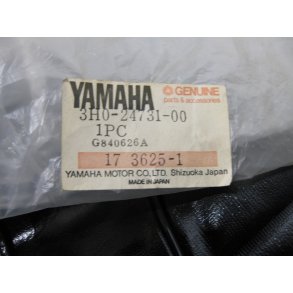 YAMAHA GENUINE
parts & accessories
3H0-24731-00
1PC
G840626A
17 3625-1
YAMAHA MOTOR CO,LTD. Shizuoka Japan
MADE IN JAPAN